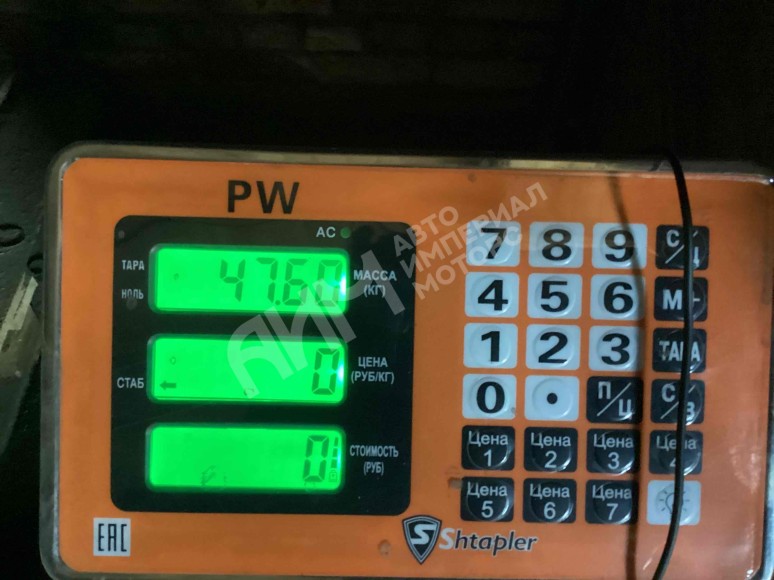 PW
AC
ТАРА
НОЛЬ
47.60
МАССА
(КГ)
СТАБ
0
ЦЕНА
(РУБ/КГ)
0
СТОИМОСТЬ
(РУБ)
7 8 9 С/Ц
4 5 6 М+
1 2 3 ТАРА
0 . П/Ц С/В
Цена 1 Цена 2 Цена 3 Цена 4
Цена 5 Цена 6 Цена 7
EAC
S Shtapler
АВТО
ИМПЕРИАЛ
МОТОРС